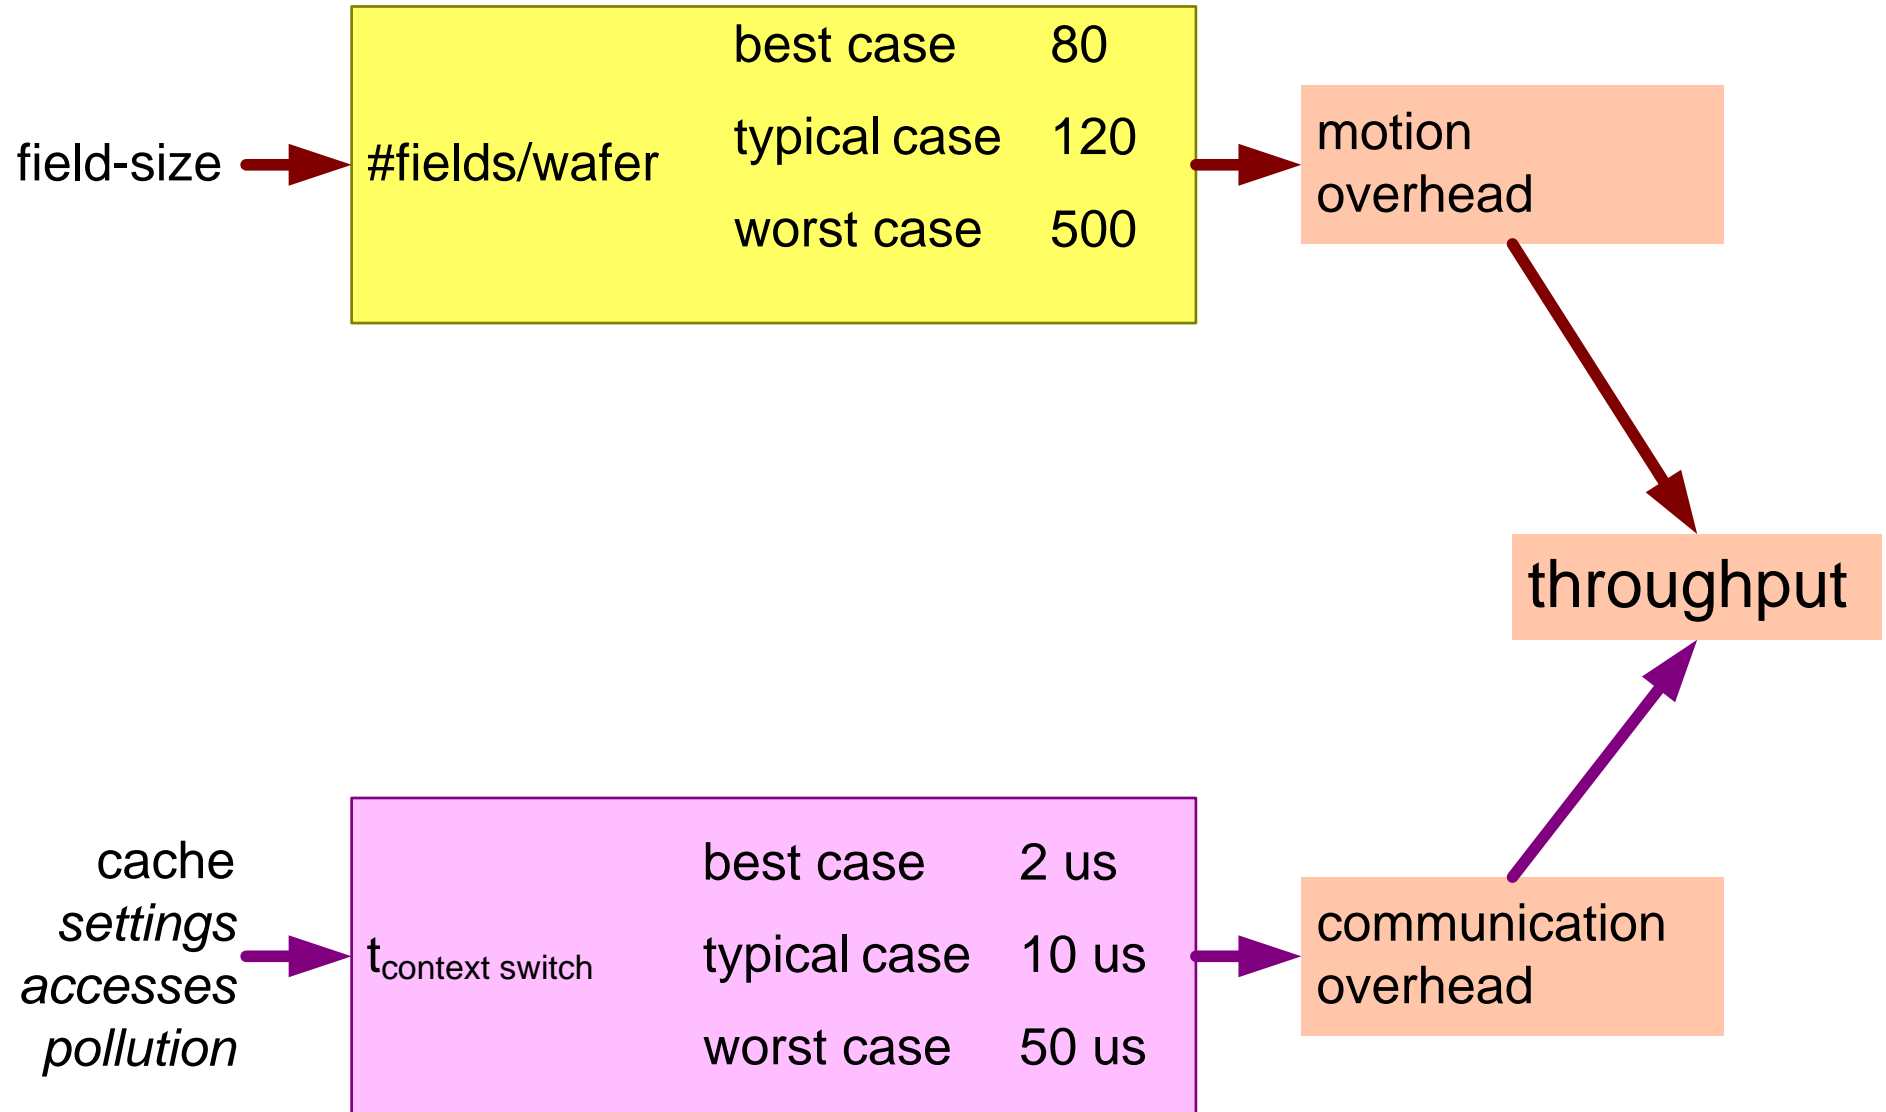 field-size
#fields/wafer
best case 80
typical case 120
worst case 500
motion
overhead
throughput
cache
settings
accesses
pollution
tcontext switch
best case 2 us
typical case 10 us
worst case 50 us
communication
overhead